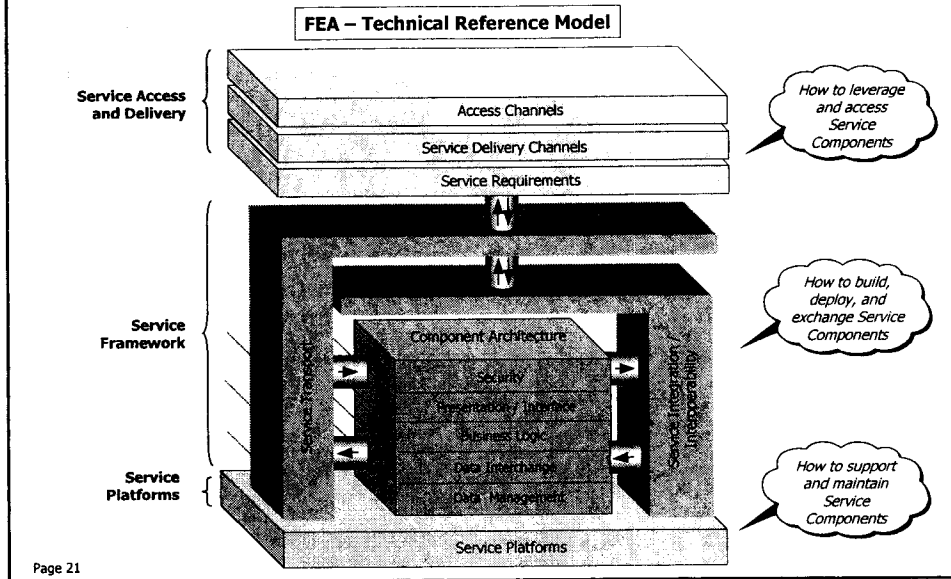 FEA – Technical Reference Model
Service Access
and Delivery
Access Channels
Service Delivery Channels
Service Requirements
How to leverage
and access
Service
Components
Service
Framework
Service Transport
Component Architecture
Security
Presentation / Interface
Business Logic
Data Interchange
Data Management
Service Integration /
Interoperability
How to build,
deploy, and
exchange Service
Components
Service
Platforms
Service Platforms
How to support
and maintain
Service
Components
Page 21